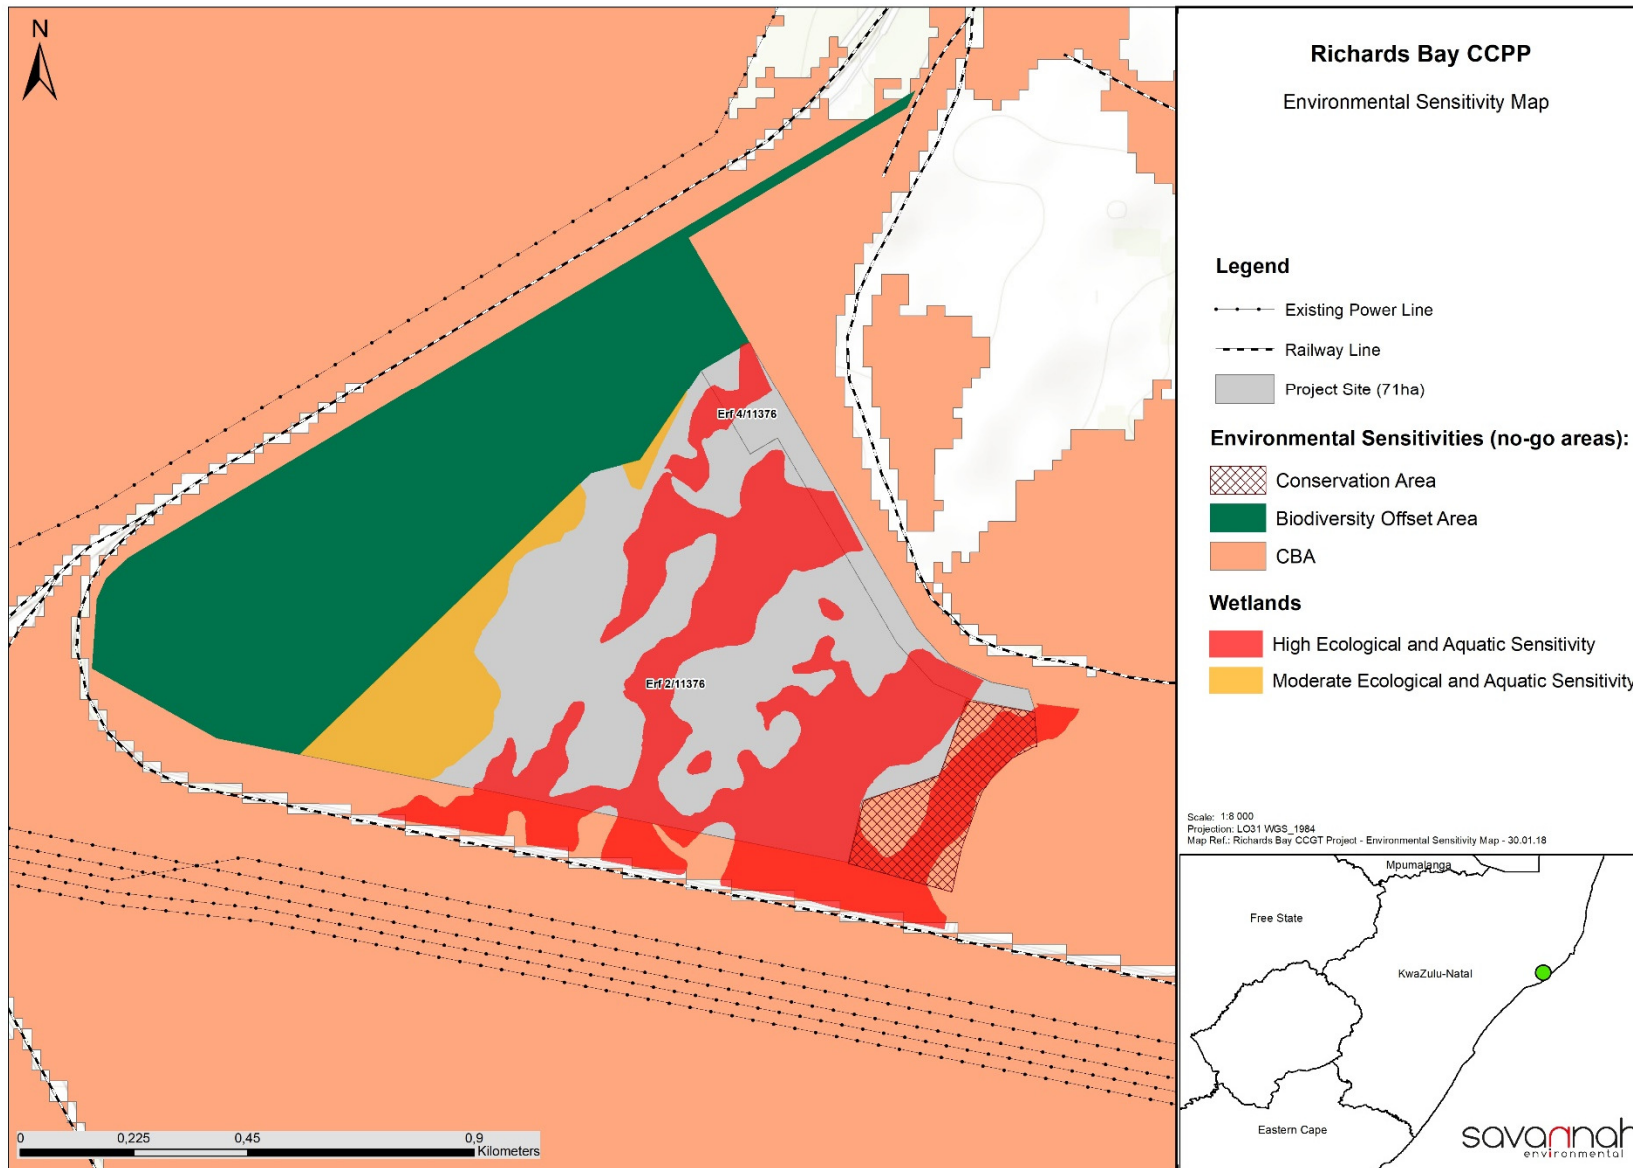 N
Erf 4/11376
Erf 2/11376
0 0,225 0,45 0,9
Kilometers
Richards Bay CCPP
Environmental Sensitivity Map
Legend
Existing Power Line
Railway Line
Project Site (71ha)
Environmental Sensitivities (no-go areas):
Conservation Area
Biodiversity Offset Area
CBA
Wetlands
High Ecological and Aquatic Sensitivity
Moderate Ecological and Aquatic Sensitivity
Scale: 1:8 000
Projection: LO31 WGS_1984
Map Ref.: Richards Bay CCGT Project - Environmental Sensitivity Map - 30.01.18
Mpumalanga
Free State
KwaZulu-Natal
Eastern Cape
savannah
environmental